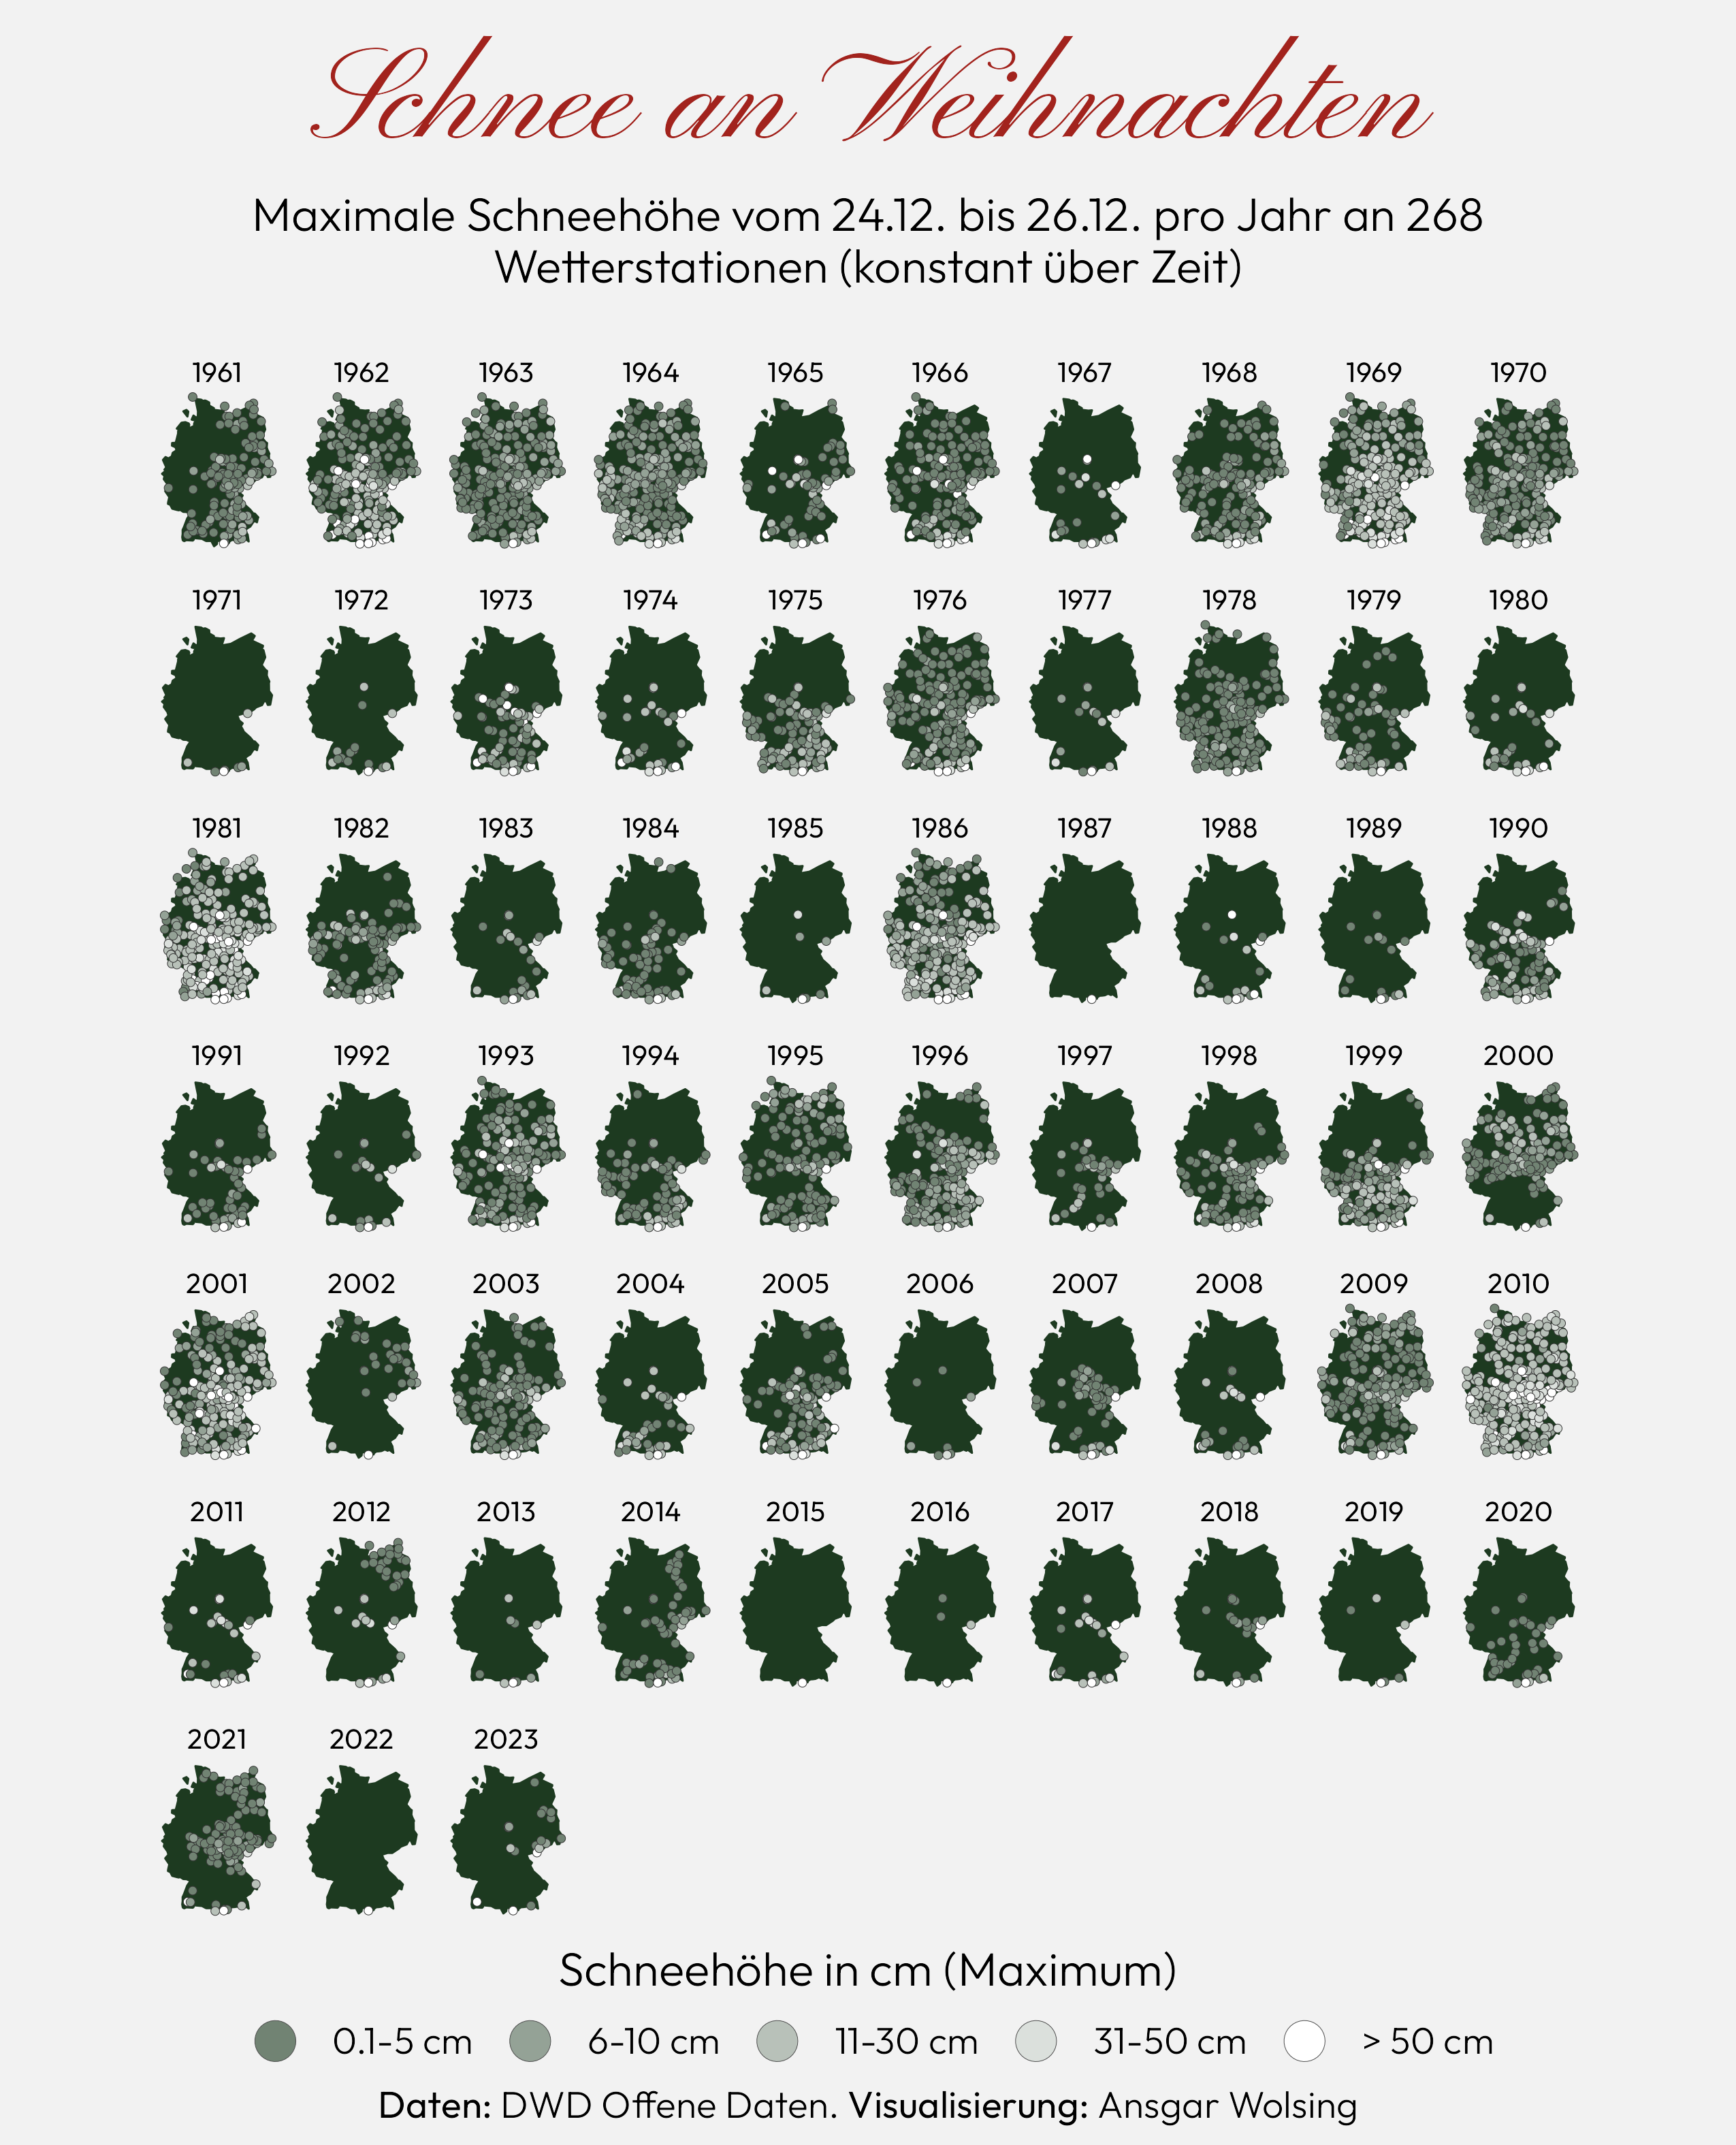 Schnee an Weihnachten
Maximale Schneehöhe vom 24.12. bis 26.12. pro Jahr an 268
Wetterstationen (konstant über Zeit)
1961 1962 1963 1964 1965 1966 1967 1968 1969 1970
1971 1972 1973 1974 1975 1976 1977 1978 1979 1980
1981 1982 1983 1984 1985 1986 1987 1988 1989 1990
1991 1992 1993 1994 1995 1996 1997 1998 1999 2000
2001 2002 2003 2004 2005 2006 2007 2008 2009 2010
2011 2012 2013 2014 2015 2016 2017 2018 2019 2020
2021 2022 2023
Schneehöhe in cm (Maximum)
0.1-5 cm 6-10 cm 11-30 cm 31-50 cm > 50 cm
Daten: DWD Offene Daten. Visualisierung: Ansgar Wolsing